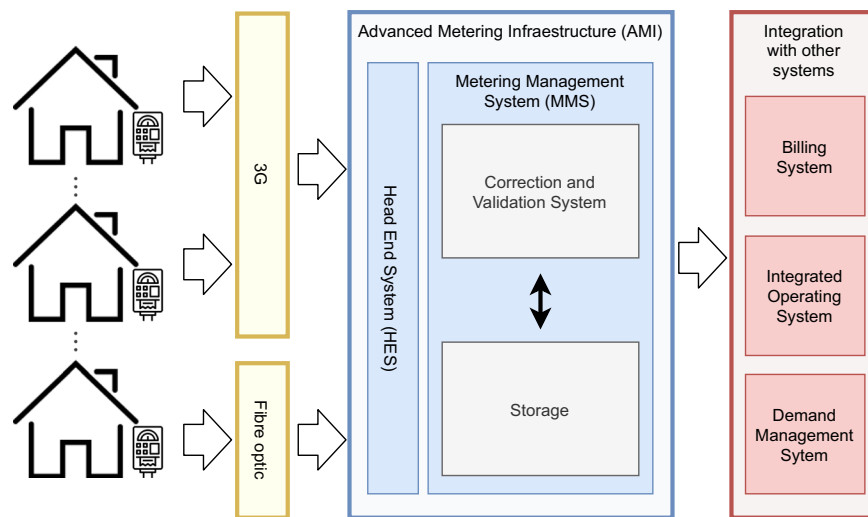 3G
Fibre optic
Advanced Metering Infraestructure (AMI)
Head End System (HES)
Metering Management
System (MMS)
Correction and
Validation System
Storage
Integration
with other
systems
Billing
System
Integrated
Operating
System
Demand
Management
Sytem